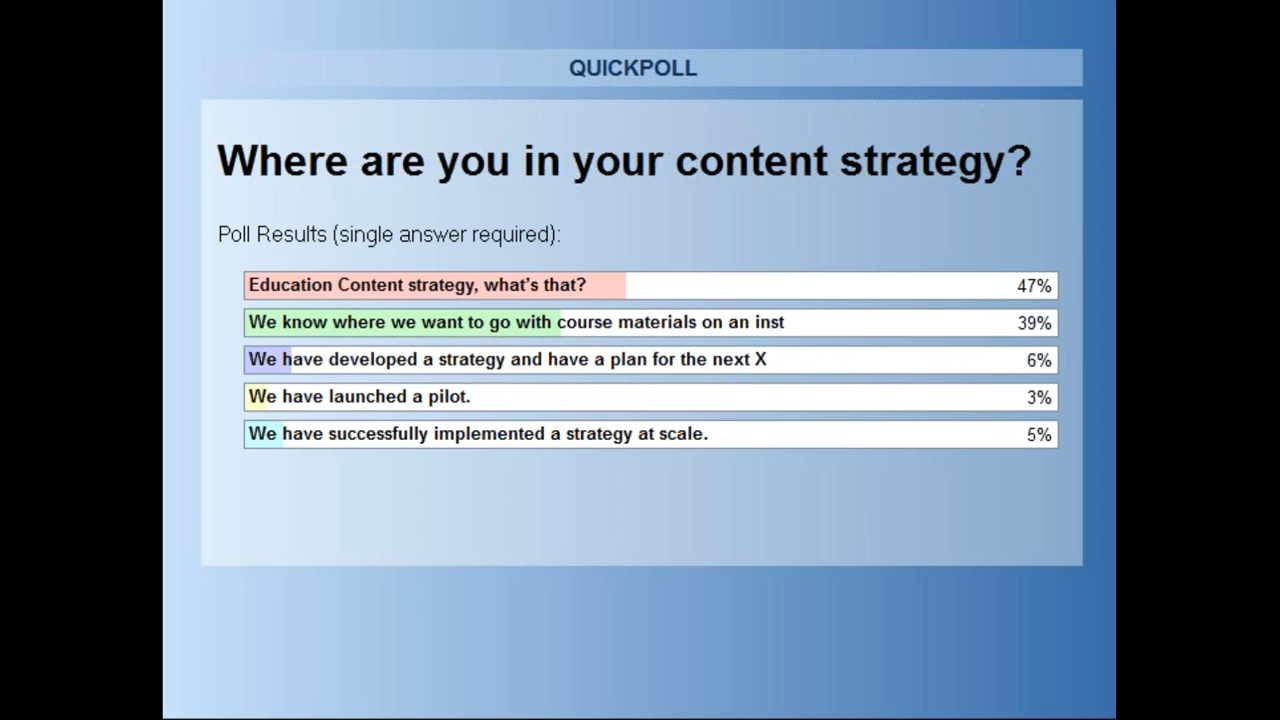 QUICKPOLL
Where are you in your content strategy?
Poll Results (single answer required):
Education Content strategy, what’s that? 47%
We know where we want to go with course materials on an inst 39%
We have developed a strategy and have a plan for the next X 6%
We have launched a pilot. 3%
We have successfully implemented a strategy at scale. 5%